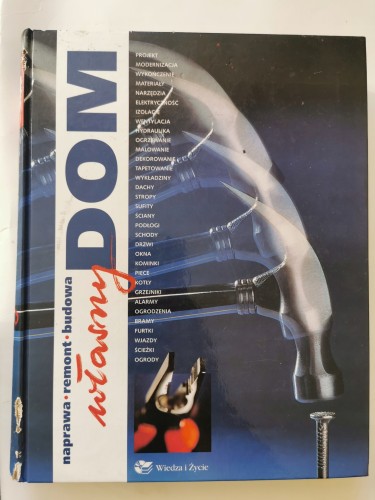 naprawa • remont • budowa
własny
DOM
PROJEKT
MODERNIZACJA
WYKOŃCZENIE
MATERIAŁY
NARZĘDZIA
ELEKTRYCZNOŚĆ
IZOLACJE
WENTYLACJA
HYDRAULIKA
OGRZEWANIE
MALOWANIE
DEKOROWANIE
TAPETOWANIE
WYKŁADZINY
DACHY
STROPY
SUFITY
ŚCIANY
PODŁOGI
SCHODY
DRZWI
OKNA
KOMINKI
PIECE
KOTŁY
GRZEJNIKI
ALARMY
OGRODZENIA
BRAMY
FURTKI
WJAZDY
ŚCIEŻKI
OGRODY
Wiedza i Życie